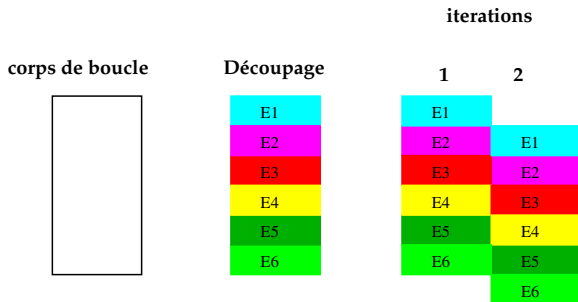 iterations
corps de boucle
Découpage
1
2
E1
E2
E3
E4
E5
E6
E1
E2
E3
E4
E5
E6
E1
E2
E3
E4
E5
E6